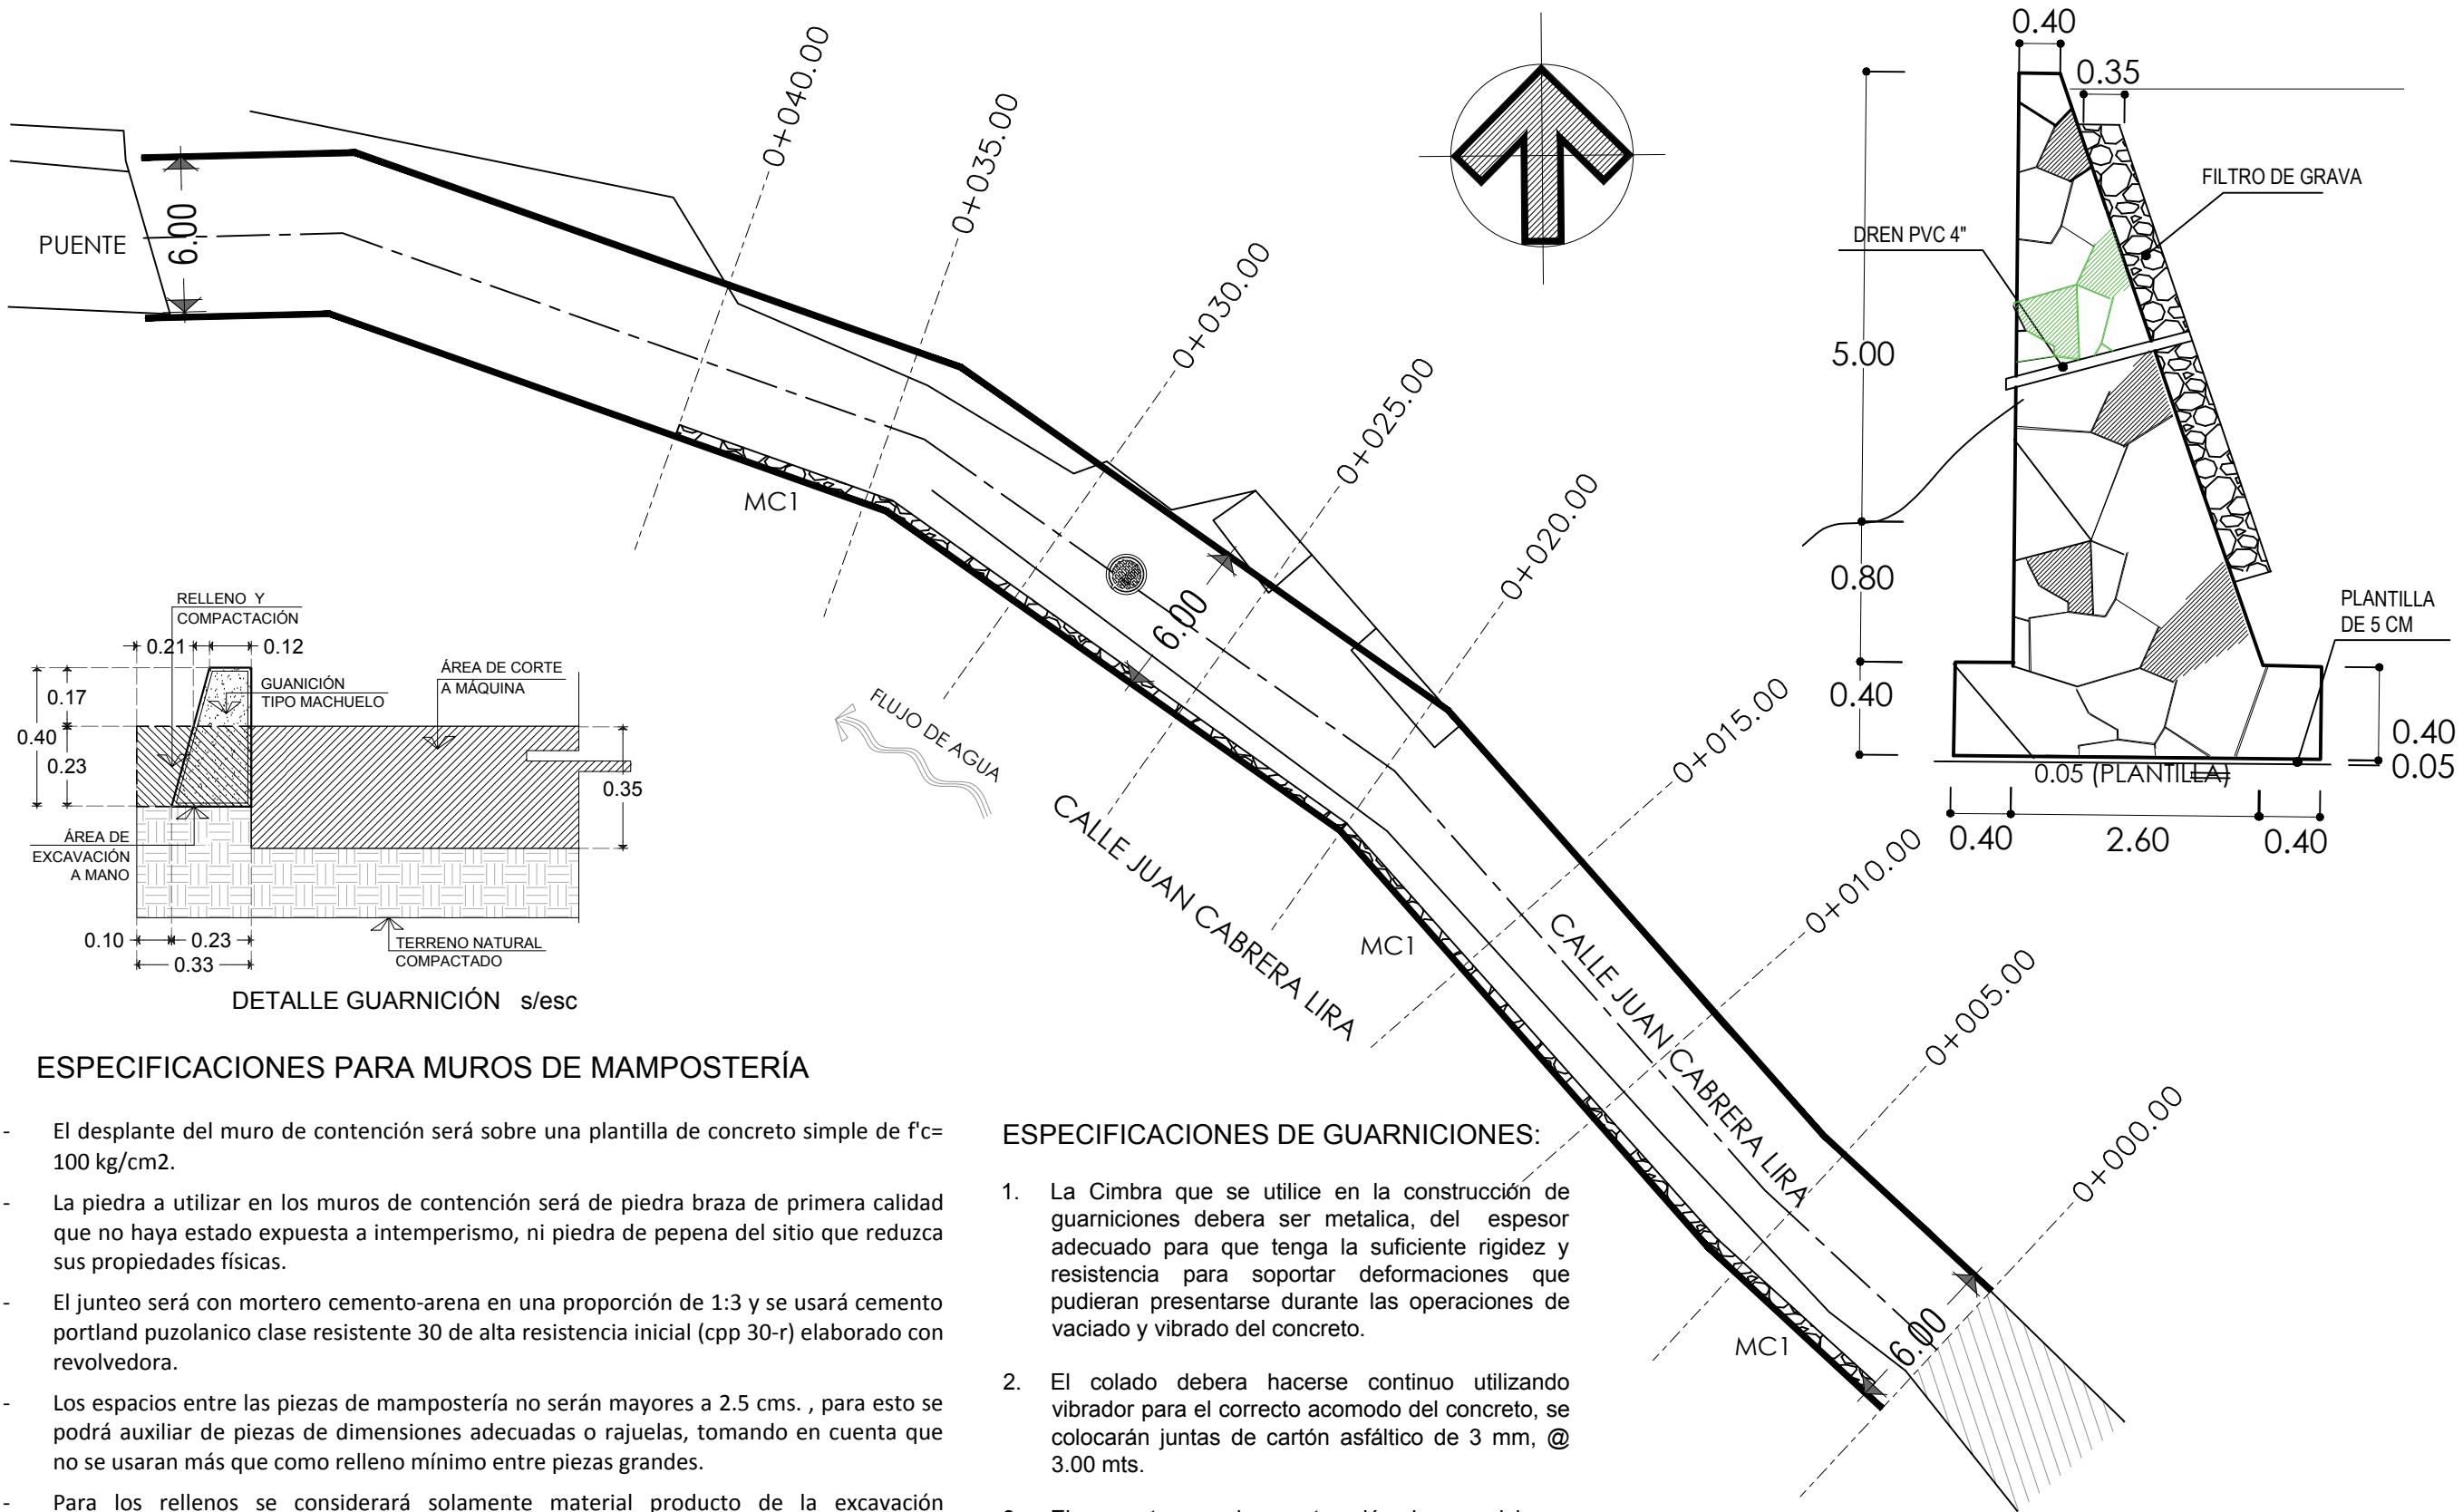 0+040.00
0+035.00
0+030.00
0+025.00
0+020.00
0+015.00
0+010.00
0+005.00
0+000.00
PUENTE
6.00
MC1
6.00
FLUJO DE AGUA
CALLE JUAN CABRERA LIRA
MC1
CALLE JUAN CABRERA LIRA
MC1
6.00
0.40
0.35
FILTRO DE GRAVA
DREN PVC 4"
5.00
0.80
0.40
PLANTILLA
DE 5 CM
0.40
0.05
0.05 (PLANTILLA)
0.40
2.60
0.40
RELLENO Y
COMPACTACIÓN
0.21
0.12
0.17
0.40
0.23
GUANICIÓN
TIPO MACHUELO
ÁREA DE CORTE
A MÁQUINA
0.35
ÁREA DE
EXCAVACIÓN
A MANO
0.10
0.23
0.33
TERRENO NATURAL
COMPACTADO
DETALLE GUARNICIÓN s/esc
ESPECIFICACIONES PARA MUROS DE MAMPOSTERÍA
- El desplante del muro de contención será sobre una plantilla de concreto simple de f'c=
100 kg/cm2.
- La piedra a utilizar en los muros de contención será de piedra braza de primera calidad
que no haya estado expuesta a intemperismo, ni piedra de pepena del sitio que reduzca
sus propiedades físicas.
- El junteo será con mortero cemento-arena en una proporción de 1:3 y se usará cemento
portland puzolanico clase resistente 30 de alta resistencia inicial (cpp 30-r) elaborado con
revolvedora.
- Los espacios entre las piezas de mampostería no serán mayores a 2.5 cms. , para esto se
podrá auxiliar de piezas de dimensiones adecuadas o rajuelas, tomando en cuenta que
no se usaran más que como relleno mínimo entre piezas grandes.
- Para los rellenos se considerará solamente material producto de la excavación
ESPECIFICACIONES DE GUARNICIONES:
1. La Cimbra que se utilice en la construcción de
guarniciones debera ser metalica, del espesor
adecuado para que tenga la suficiente rigidez y
resistencia para soportar deformaciones que
pudieran presentarse durante las operaciones de
vaciado y vibrado del concreto.
2. El colado debera hacerse continuo utilizando
vibrador para el correcto acomodo del concreto, se
colocarán juntas de cartón asfáltico de 3 mm, @
3.00 mts.